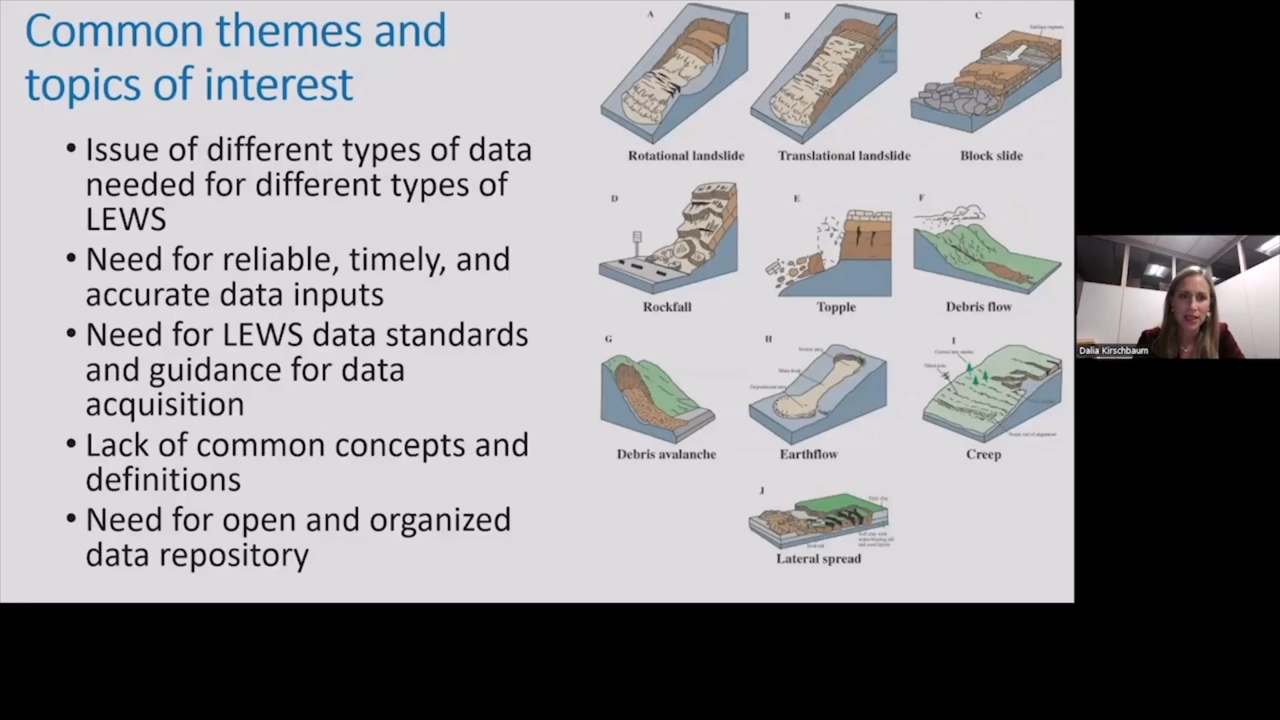 Common themes and
topics of interest
• Issue of different types of data
needed for different types of
LEWS
• Need for reliable, timely, and
accurate data inputs
• Need for LEWS data standards
and guidance for data
acquisition
• Lack of common concepts and
definitions
• Need for open and organized
data repository
A
B
C
Rotational landslide
Translational landslide
Block slide
D
E
F
Rockfall
Topple
Debris flow
G
H
I
Debris avalanche
Earthflow
Creep
J
Lateral spread
Dalia Kirschbaum